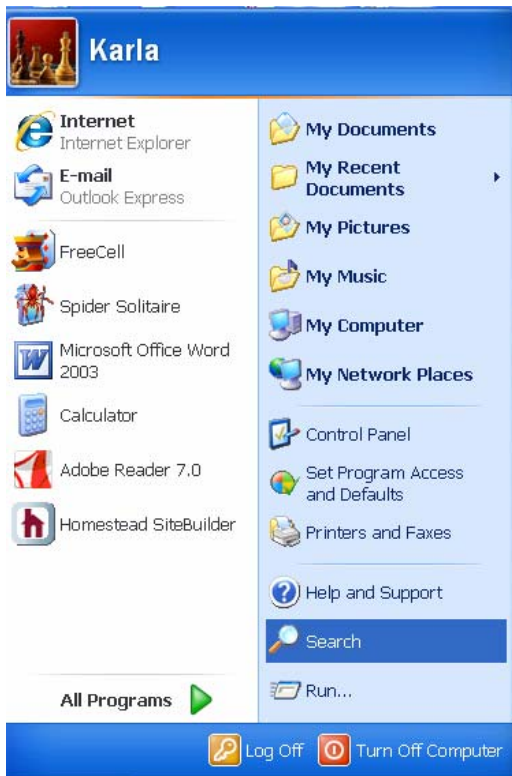 Karla
Internet
Internet Explorer
E-mail
Outlook Express
FreeCell
Spider Solitaire
Microsoft Office Word
2003
Calculator
Adobe Reader 7.0
Homestead SiteBuilder
All Programs
My Documents
My Recent
Documents
My Pictures
My Music
My Computer
My Network Places
Control Panel
Set Program Access
and Defaults
Printers and Faxes
Help and Support
Search
Run...
Log Off
Turn Off Computer